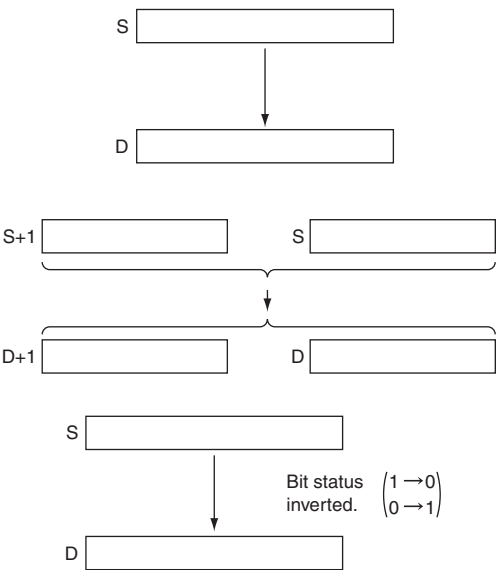 S
D
S+1 S
D+1 D
S
Bit status (1→0)
inverted. (0→1)
D